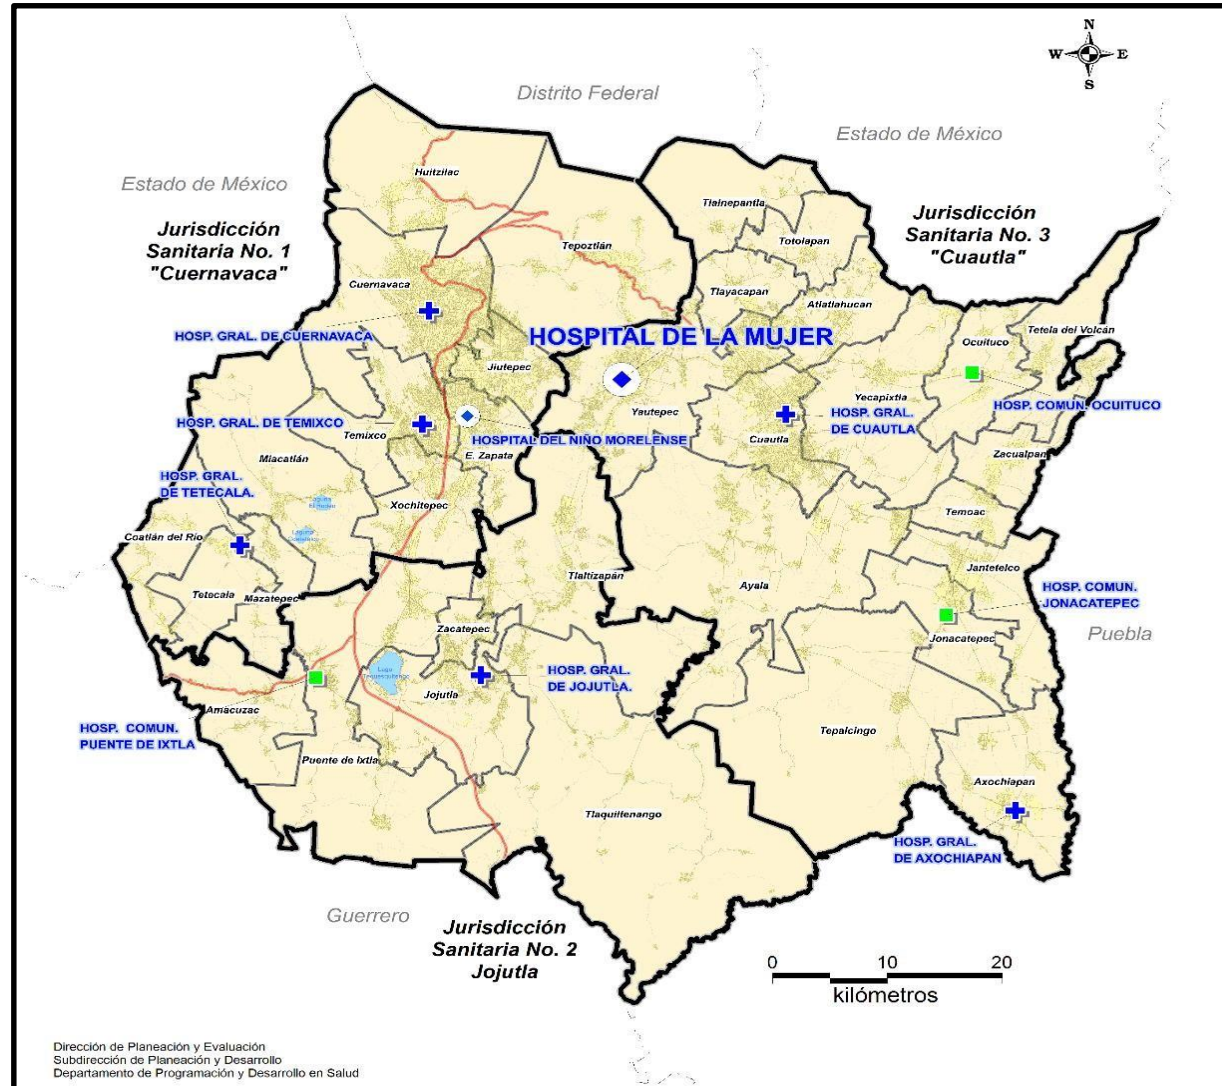 N
W E
S
Distrito Federal
Estado de México
Estado de México
Jurisdicción
Sanitaria No. 1
"Cuernavaca"
Jurisdicción
Sanitaria No. 3
"Cuautla"
Huitzilac
Tepoztlán
Tlalnepantla
Totolapan
Tlayacapan
Atlatlahucan
Cuernavaca
HOSP. GRAL. DE CUERNAVACA
HOSPITAL DE LA MUJER
Tetela del Volcán
Ocuituco
Jiutepec
Yecapixtla
HOSP. COMUN. OCUITUCO
Yautepec
HOSP. GRAL.
DE CUAUTLA
Cuautla
HOSP. GRAL. DE TEMIXCO
Temixco
HOSPITAL DEL NIÑO MORELENSE
E. Zapata
Zacualpan
Miacatlán
HOSP. GRAL.
DE TETECALA.
Xochitepec
Temoac
Coatlán del Río
Tetecala
Mazatepec
Tlaltizapán
Ayala
Jantetelco
HOSP. COMUN.
JONACATEPEC
Puebla
Jonacatepec
Zacatepec
Jojutla
HOSP. GRAL.
DE JOJUTLA.
Amacuzac
HOSP. COMUN.
PUENTE DE IXTLA
Puente de Ixtla
Tepalcingo
Axochiapan
Tlaquiltenango
HOSP. GRAL.
DE AXOCHIAPAN
Guerrero
Jurisdicción
Sanitaria No. 2
Jojutla
0 10 20
kilómetros
Dirección de Planeación y Evaluación
Subdirección de Planeación y Desarrollo
Departamento de Programación y Desarrollo en Salud